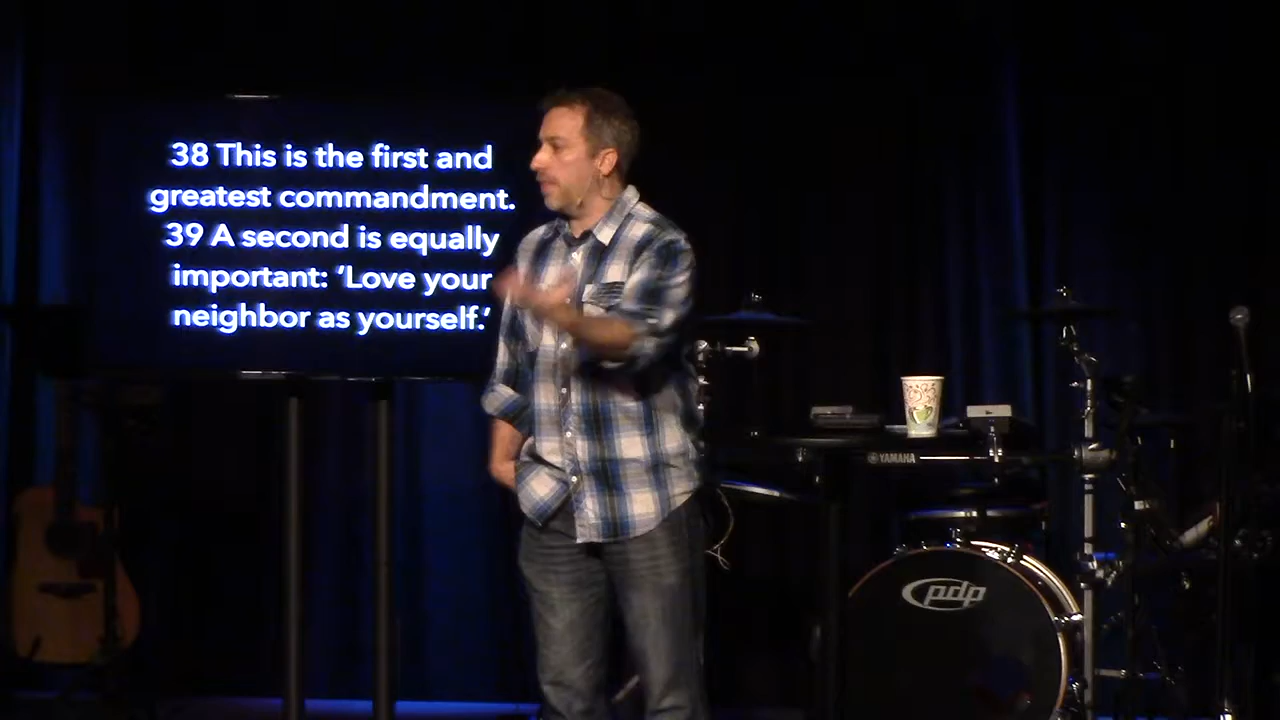 38 This is the first and
greatest commandment.
39 A second is equally
important: ‘Love your
neighbor as yourself.’
YAMAHA
pdp